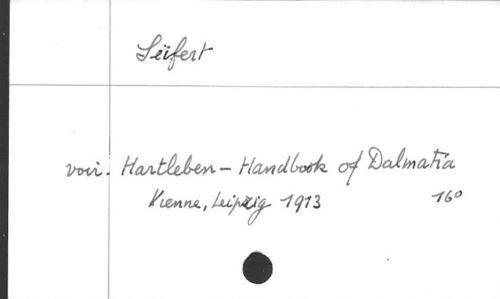 Seifert
voir. Hartleben - Handbook of Dalmatia
Vienne, Leipzig 1913 16°